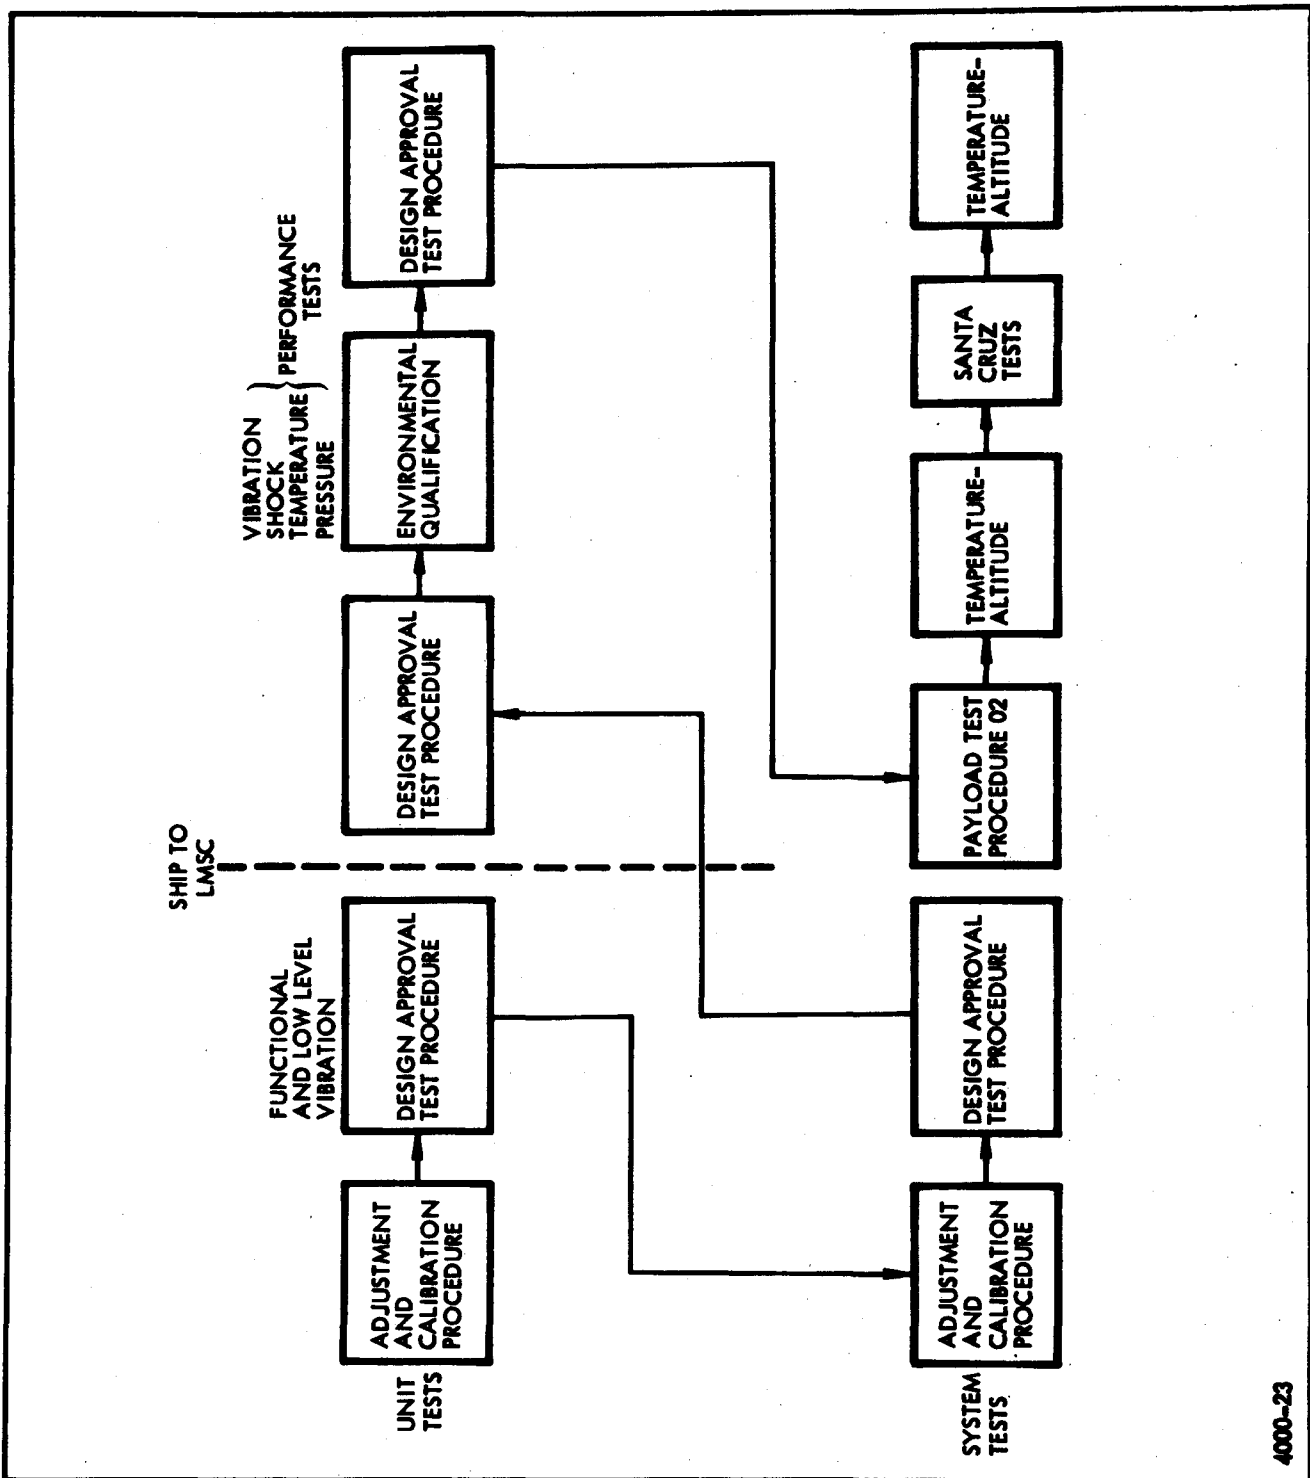 SHIP TO
LMSC
VIBRATION
SHOCK
TEMPERATURE
PRESSURE
PERFORMANCE
TESTS
FUNCTIONAL
AND LOW LEVEL
VIBRATION
UNIT
TESTS
ADJUSTMENT
AND
CALIBRATION
PROCEDURE
DESIGN APPROVAL
TEST PROCEDURE
DESIGN APPROVAL
TEST PROCEDURE
ENVIRONMENTAL
QUALIFICATION
DESIGN APPROVAL
TEST PROCEDURE
SYSTEM
TESTS
ADJUSTMENT
AND
CALIBRATION
PROCEDURE
DESIGN APPROVAL
TEST PROCEDURE
PAYLOAD TEST
PROCEDURE 02
TEMPERATURE-
ALTITUDE
SANTA
CRUZ
TESTS
TEMPERATURE-
ALTITUDE
4000-23